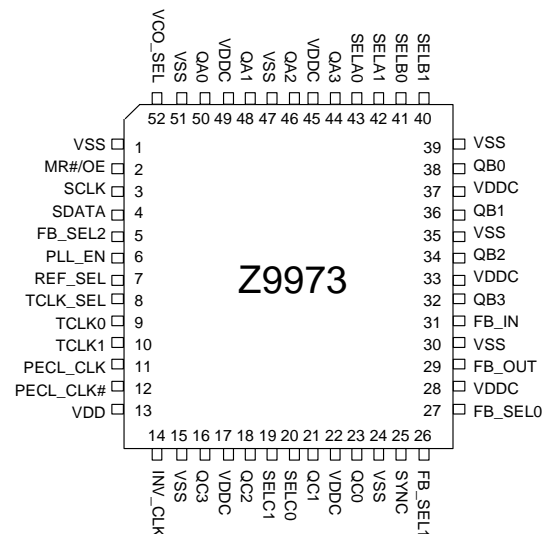 VCO_SEL
VSS
QA0
VDDC
QA1
VSS
QA2
VDDC
QA3
SELA0
SELA1
SELB0
SELB1
52 51 50 49 48 47 46 45 44 43 42 41 40
VSS 1
MR#/OE 2
SCLK 3
SDATA 4
FB_SEL2 5
PLL_EN 6
REF_SEL 7
TCLK_SEL 8
TCLK0 9
TCLK1 10
PECL_CLK 11
PECL_CLK# 12
VDD 13
Z9973
39 VSS
38 QB0
37 VDDC
36 QB1
35 VSS
34 QB2
33 VDDC
32 QB3
31 FB_IN
30 VSS
29 FB_OUT
28 VDDC
27 FB_SEL0
14 15 16 17 18 19 20 21 22 23 24 25 26
INV_CLK
VSS
QC3
VDDC
QC2
SELC1
SELC0
QC1
VDDC
QC0
VSS
SYNC
FB_SEL1